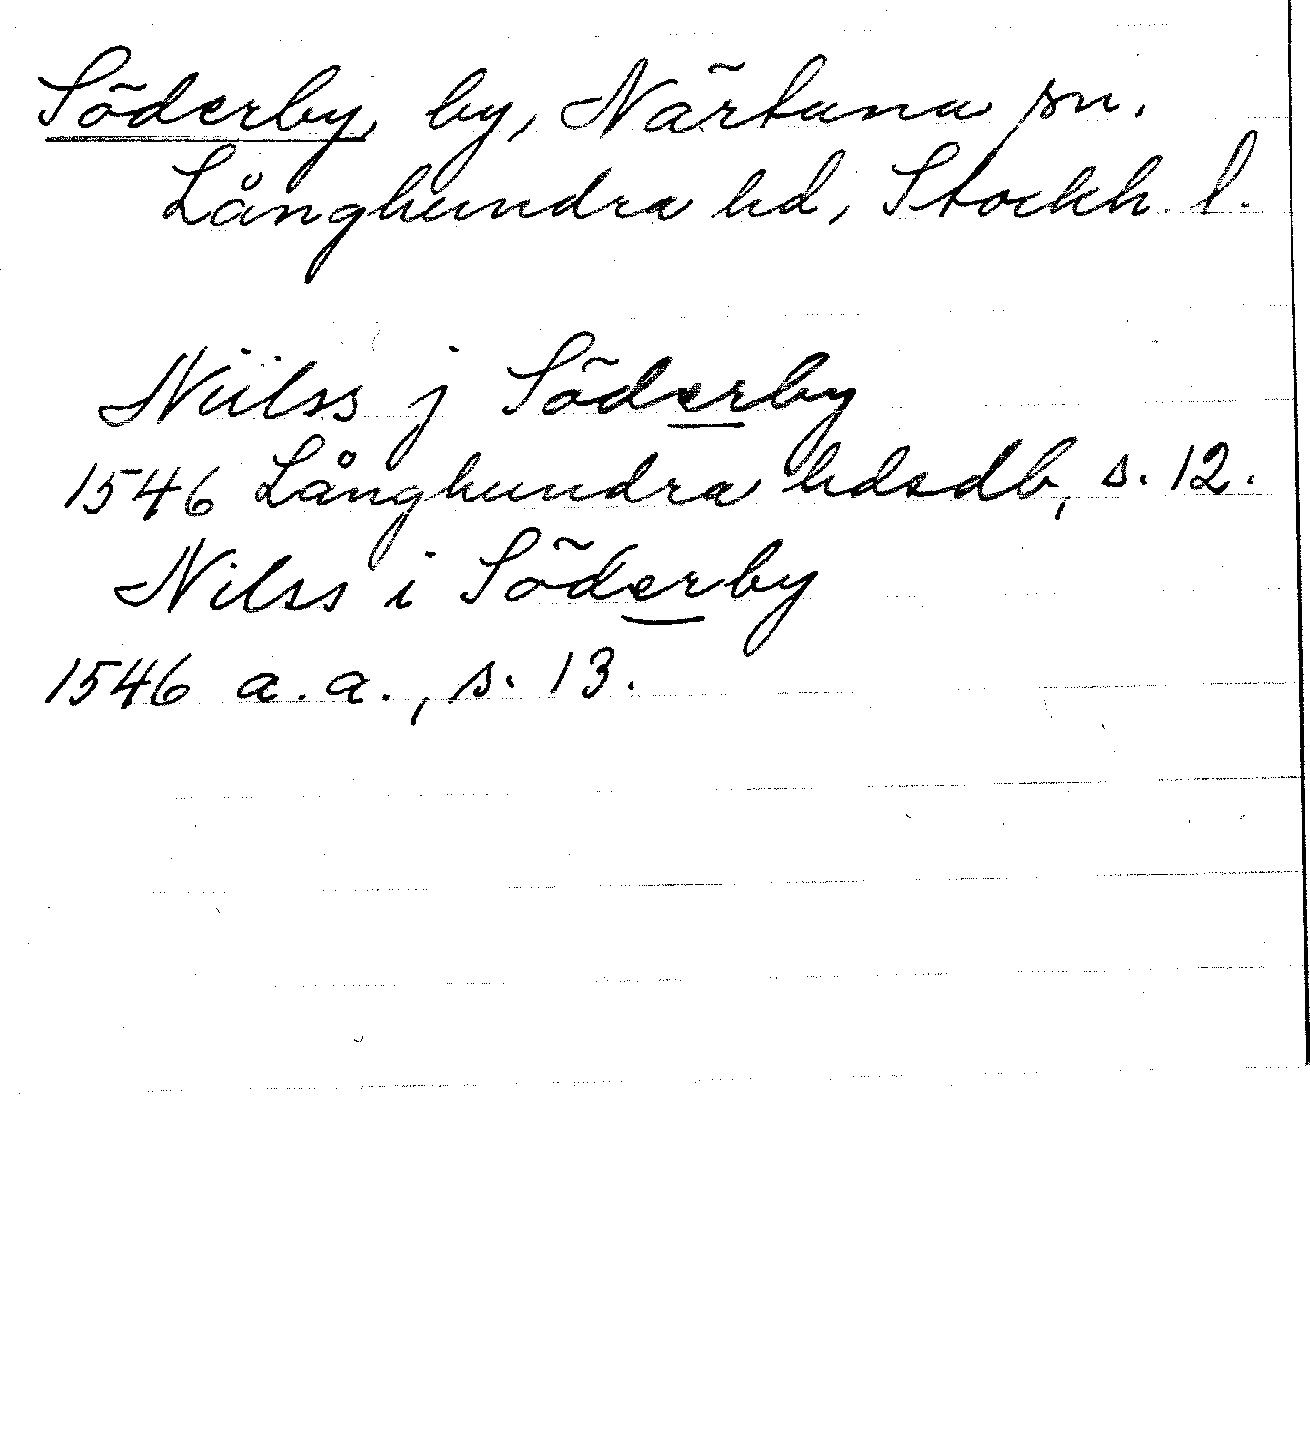 Söderby, by, Närtuna sn.
Långhundra hd, Stockh. l.
Niilss j Söderby
1546 Långhundra hdsdb, s. 12.
Nilss i Söderby
1546 a.a., s. 13.